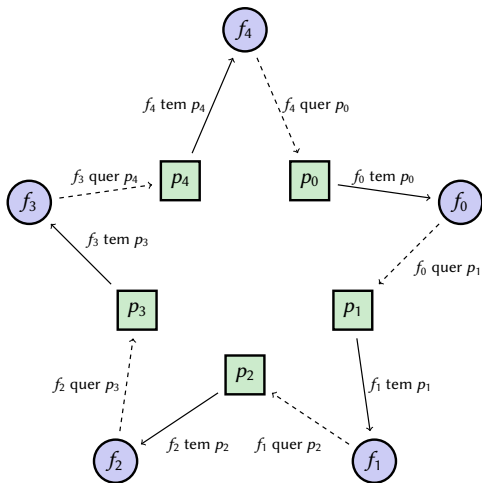 f4
f4 tem p4
f4 quer p0
f3 quer p4
p4
p0
f0 tem p0
f3
f0
f3 tem p3
f0 quer p1
p3
p1
p2
f2 quer p3
f1 tem p1
f2 tem p2
f1 quer p2
f2
f1